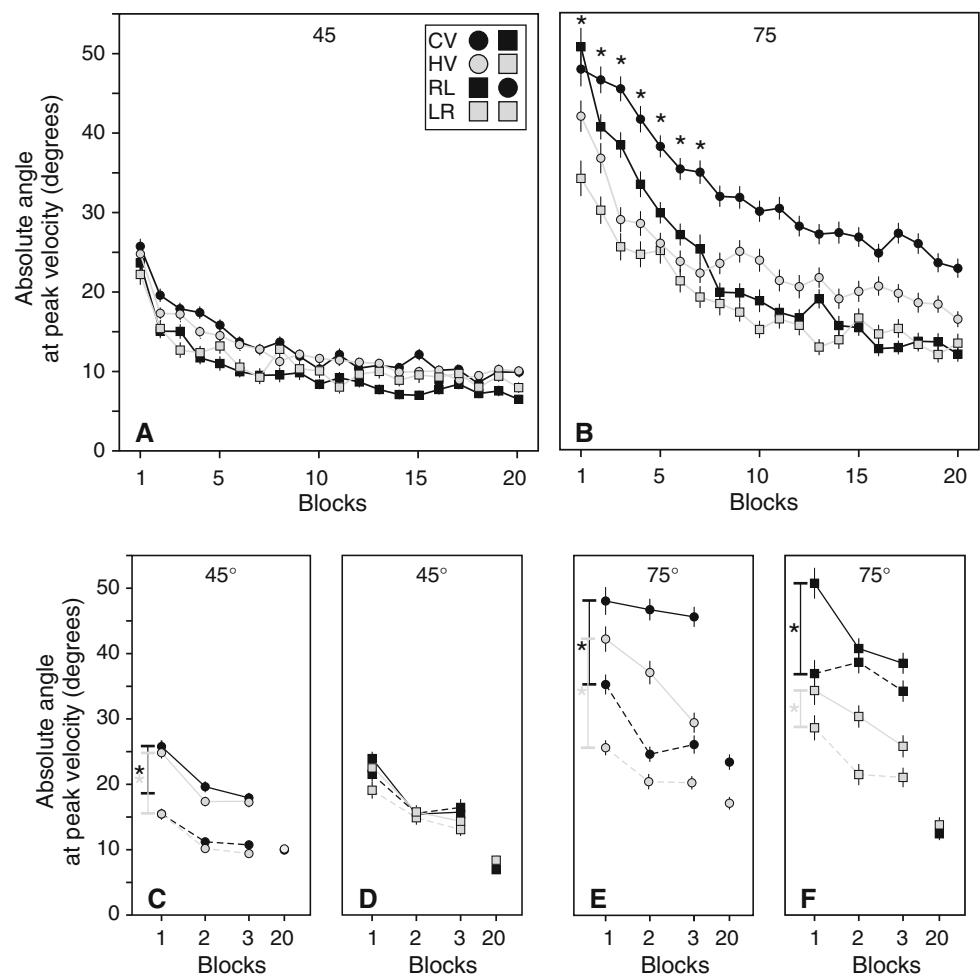 45
CV
HV
RL
LR
50
40
30
20
10
0
Absolute angle
at peak velocity (degrees)
A
1
5
10
15
20
Blocks
75
*
*
*
*
*
*
*
B
1
5
10
15
20
Blocks
45°
50
40
30
20
10
0
Absolute angle
at peak velocity (degrees)
*
*
C
1
2
3
20
Blocks
45°
D
1
2
3
20
Blocks
75°
*
*
E
1
2
3
20
Blocks
75°
*
*
F
1
2
3
20
Blocks